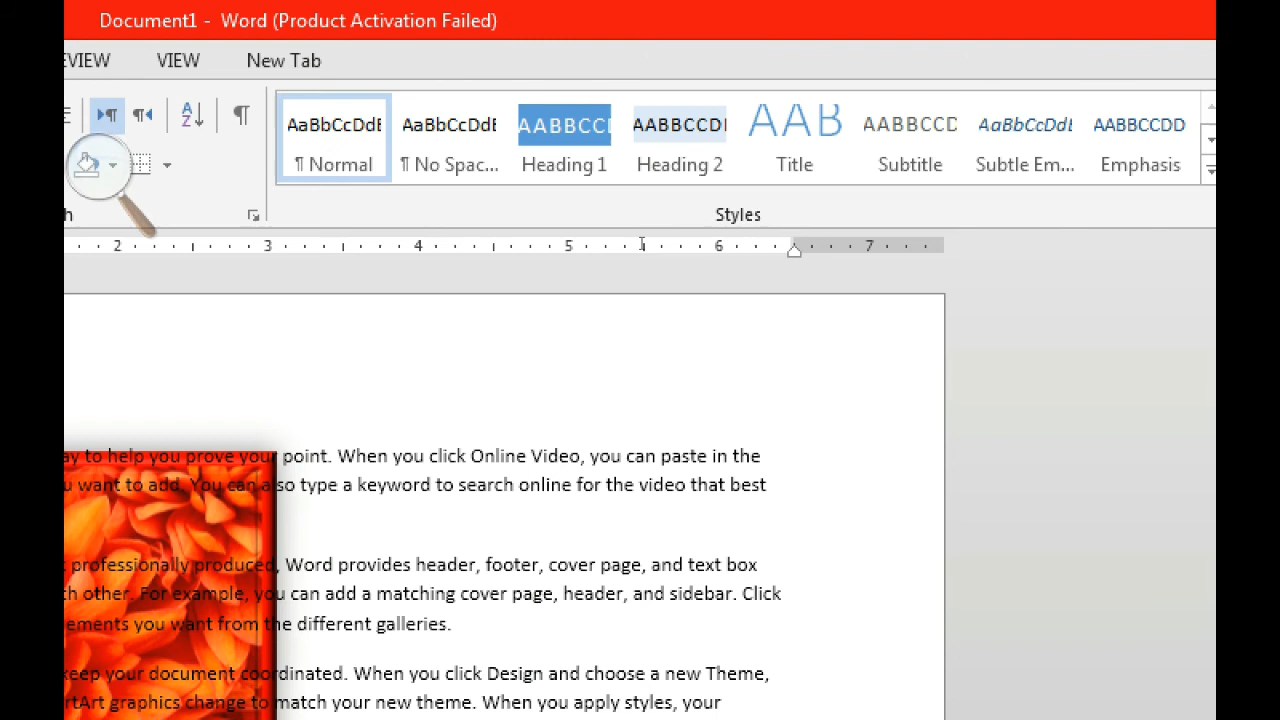 Document1 - Word (Product Activation Failed)
EVIEW VIEW New Tab
AaBbCcDdE AaBbCcDdE AABBCCI AABBCCDI AAB AABBCCD AaBbCcDdE AABBCCDD
¶ Normal ¶ No Spac... Heading 1 Heading 2 Title Subtitle Subtle Em... Emphasis
h Styles
2 3 4 5 6 7
ay to help you prove your point. When you click Online Video, you can paste in the
u want to add. You can also type a keyword to search online for the video that best
t professionally produced, Word provides header, footer, cover page, and text box
ch other. For example, you can add a matching cover page, header, and sidebar. Click
ements you want from the different galleries.
keep your document coordinated. When you click Design and choose a new Theme,
rtArt graphics change to match your new theme. When you apply styles, your